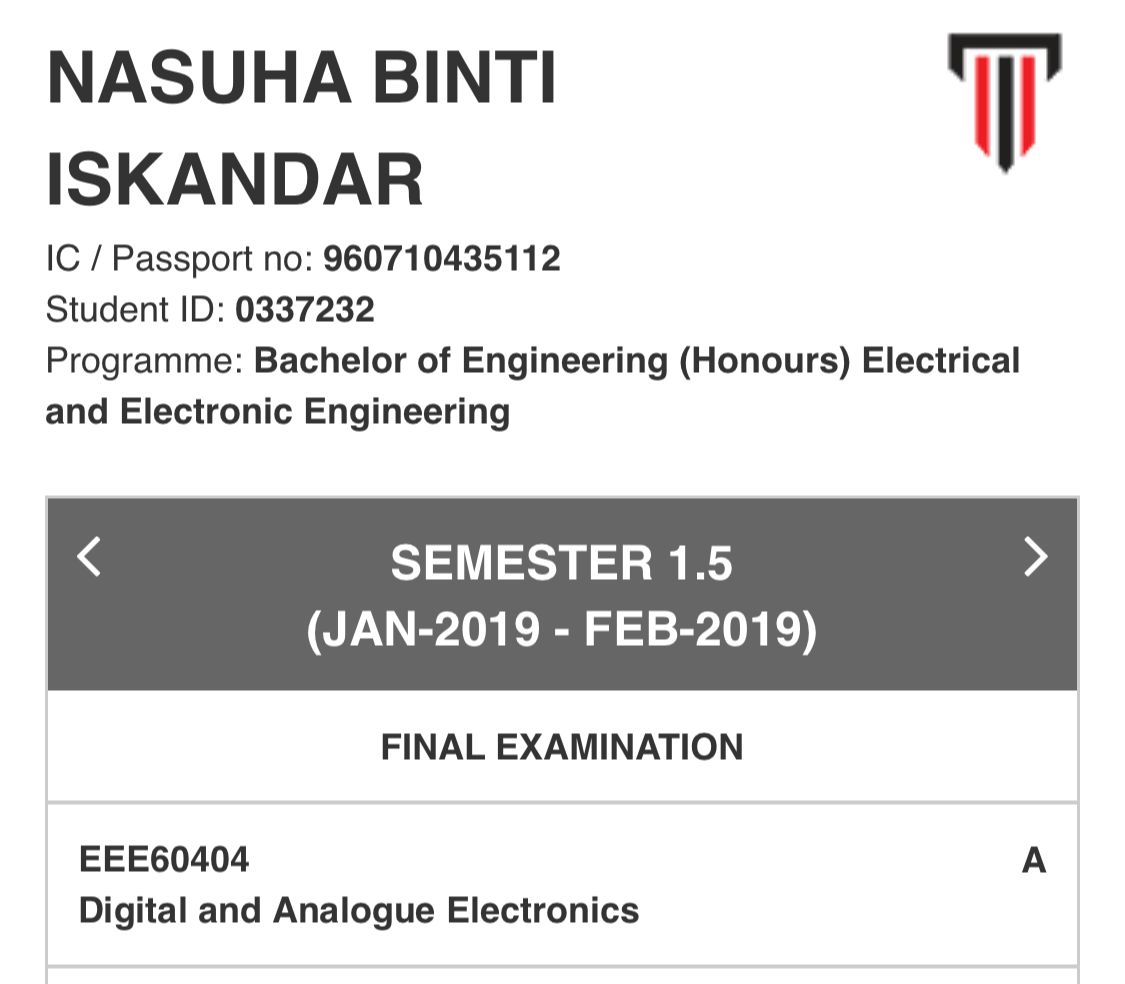 NASUHA BINTI
ISKANDAR
IC / Passport no: 960710435112
Student ID: 0337232
Programme: Bachelor of Engineering (Honours) Electrical
and Electronic Engineering
SEMESTER 1.5
(JAN-2019 - FEB-2019)
FINAL EXAMINATION
EEE60404 A
Digital and Analogue Electronics